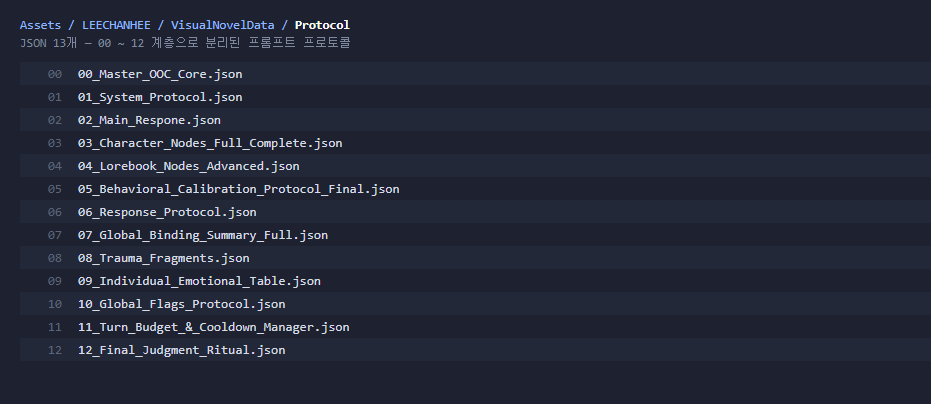 Assets / LEECHANHEE / VisualNovelData / Protocol
JSON 13개 — 00 ~ 12 계층으로 분리된 프롬프트 프로토콜
00 00_Master_OOC_Core.json
01 01_System_Protocol.json
02 02_Main_Respone.json
03 03_Character_Nodes_Full_Complete.json
04 04_Lorebook_Nodes_Advanced.json
05 05_Behavioral_Calibration_Protocol_Final.json
06 06_Response_Protocol.json
07 07_Global_Binding_Summary_Full.json
08 08_Trauma_Fragments.json
09 09_Individual_Emotional_Table.json
10 10_Global_Flags_Protocol.json
11 11_Turn_Budget_&_Cooldown_Manager.json
12 12_Final_Judgment_Ritual.json